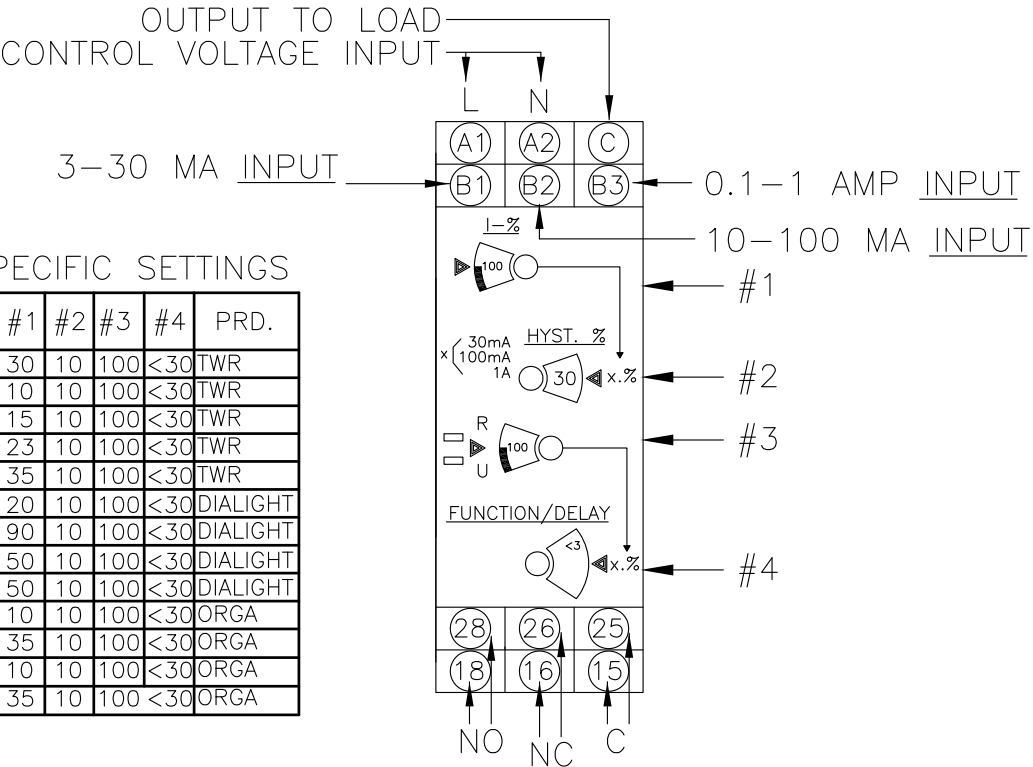 OUTPUT TO LOAD
CONTROL VOLTAGE INPUT
L N
A1 A2 C
3-30 MA INPUT
B1 B2 B3
0.1-1 AMP INPUT
10-100 MA INPUT
I-%
100
#1
HYST. %
x 30mA
100mA
1A
30 x.%
#2
R
100
U
#3
FUNCTION/DELAY
<3
x.%
#4
28 26 25
18 16 15
NO NC C
PECIFIC SETTINGS
#1 #2 #3 #4 PRD.
30 10 100 <30 TWR
10 10 100 <30 TWR
15 10 100 <30 TWR
23 10 100 <30 TWR
35 10 100 <30 TWR
20 10 100 <30 DIALIGHT
90 10 100 <30 DIALIGHT
50 10 100 <30 DIALIGHT
50 10 100 <30 DIALIGHT
10 10 100 <30 ORGA
35 10 100 <30 ORGA
10 10 100 <30 ORGA
35 10 100 <30 ORGA